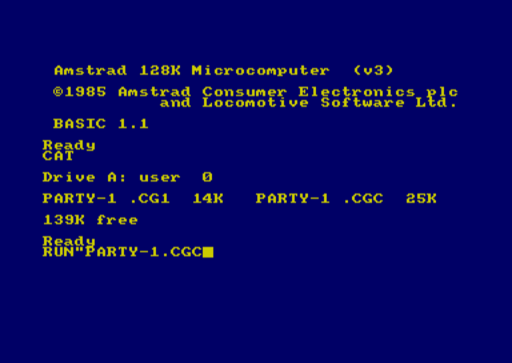 Amstrad 128K Microcomputer (v3)
©1985 Amstrad Consumer Electronics plc
and Locomotive Software Ltd.
BASIC 1.1
Ready
CAT
Drive A: user 0
PARTY-1 .CG1 14K PARTY-1 .CGC 25K
139K free
Ready
RUN"PARTY-1.CGC